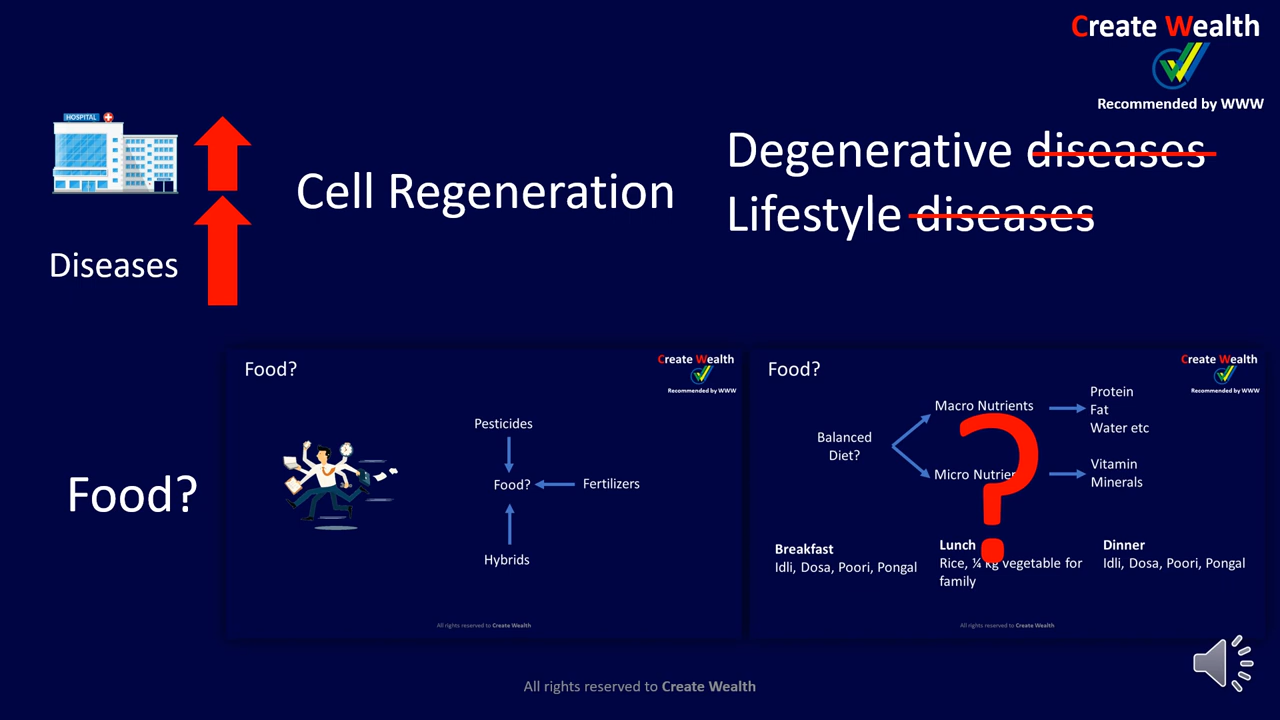 Create Wealth
Recommended by WWW
HOSPITAL
Degenerative diseases
Lifestyle diseases
Cell Regeneration
Diseases
Food?
Food?
Create Wealth
Recommended by WWW
Pesticides
Food?
Fertilizers
Hybrids
All rights reserved to Create Wealth
Food?
Create Wealth
Recommended by WWW
Balanced
Diet?
Macro Nutrients
Protein
Fat
Water etc
Micro Nutrien
Vitamin
Minerals
?
Breakfast
Idli, Dosa, Poori, Pongal
Lunch
Rice, ¼ kg vegetable for
family
Dinner
Idli, Dosa, Poori, Pongal
All rights reserved to Create Wealth
All rights reserved to Create Wealth